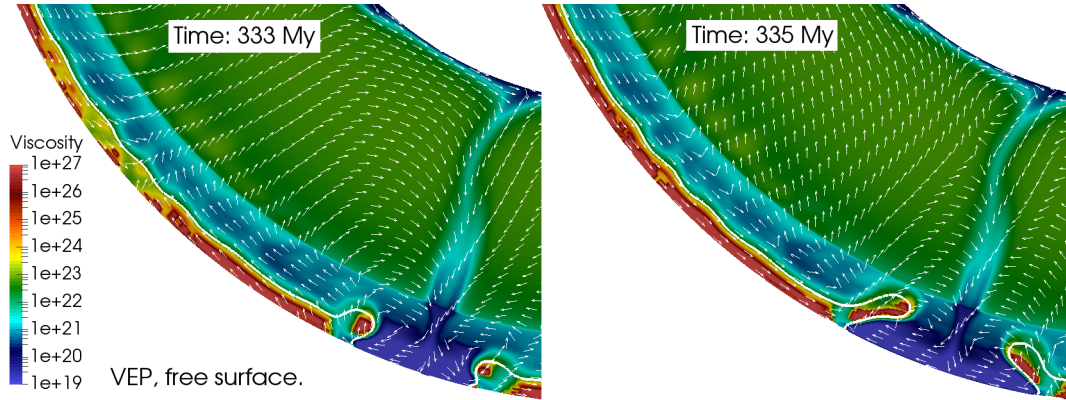 Time: 333 My
Time: 335 My
Viscosity
1e+27
1e+26
1e+25
1e+24
1e+23
1e+22
1e+21
1e+20
1e+19
VEP, free surface.